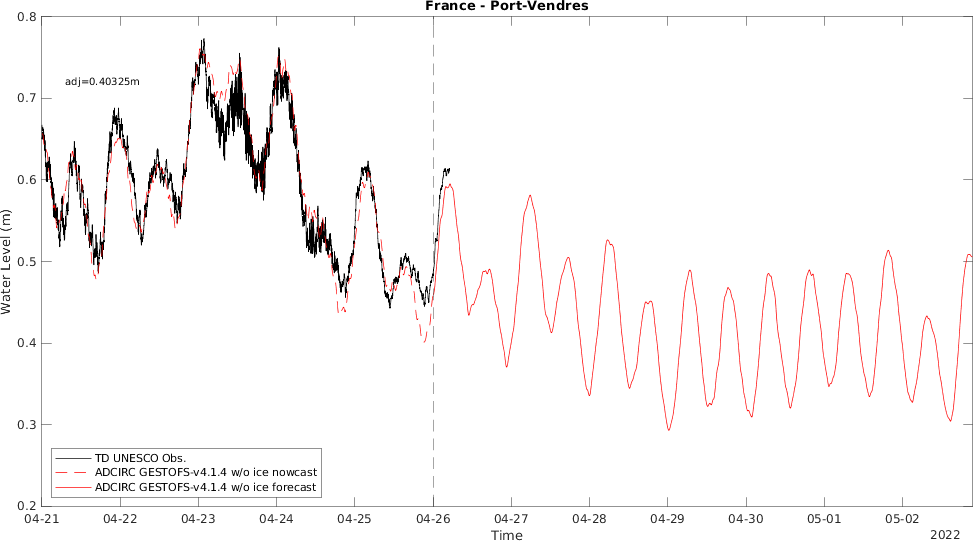 France - Port-Vendres
0.8
0.7
0.6
0.5
0.4
0.3
0.2
Water Level (m)
adj=0.40325m
TD UNESCO Obs.
ADCIRC GESTOFS-v4.1.4 w/o ice nowcast
ADCIRC GESTOFS-v4.1.4 w/o ice forecast
04-21 04-22 04-23 04-24 04-25 04-26 04-27 04-28 04-29 04-30 05-01 05-02
Time
2022